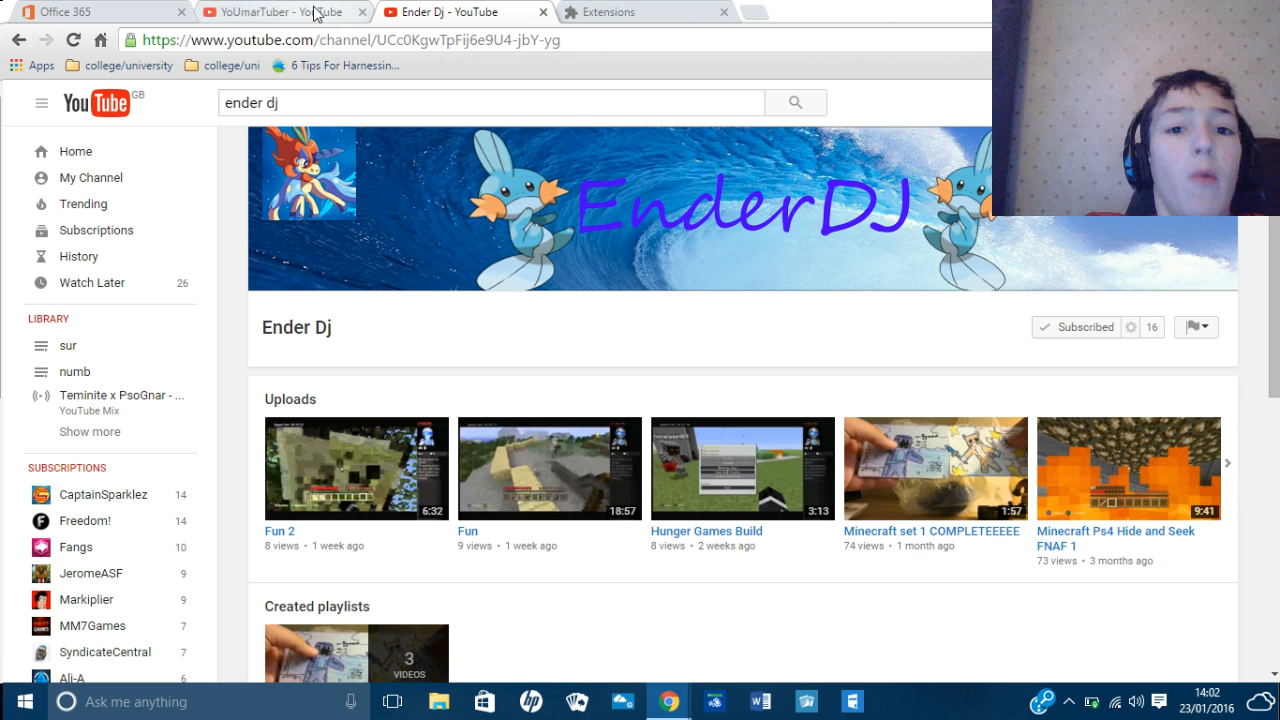 Office 365
YoUmarTuber - YouTube
Ender Dj - YouTube
Extensions
https://www.youtube.com/channel/UCc0KgwTpFij6e9U4-jbY-yg
Apps
college/university
college/uni
6 Tips For Harnessin...
YouTube GB
ender dj
Home
My Channel
Trending
Subscriptions
History
Watch Later 26
LIBRARY
sur
numb
Teminite x PsoGnar - ...
YouTube Mix
Show more
SUBSCRIPTIONS
CaptainSparklez 14
Freedom! 14
Fangs 10
JeromeASF 9
Markiplier 9
MM7Games 7
SyndicateCentral 7
Ali-A 6
EnderDJ
Ender Dj
Subscribed 16
Uploads
6:32
Fun 2
8 views • 1 week ago
18:57
Fun
9 views • 1 week ago
3:13
Hunger Games Build
8 views • 2 weeks ago
1:57
Minecraft set 1 COMPLETEEEEE
74 views • 1 month ago
9:41
Minecraft Ps4 Hide and Seek
FNAF 1
73 views • 3 months ago
Created playlists
3
VIDEOS
Ask me anything
14:02
23/01/2016